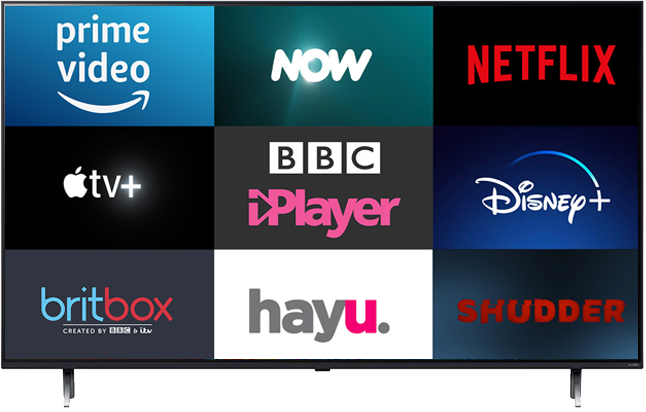 prime
video
NOW
NETFLIX
tv+
BBC
iPlayer
Disney+
britbox
CREATED BY BBC & itv
hayu.
SHUDDER